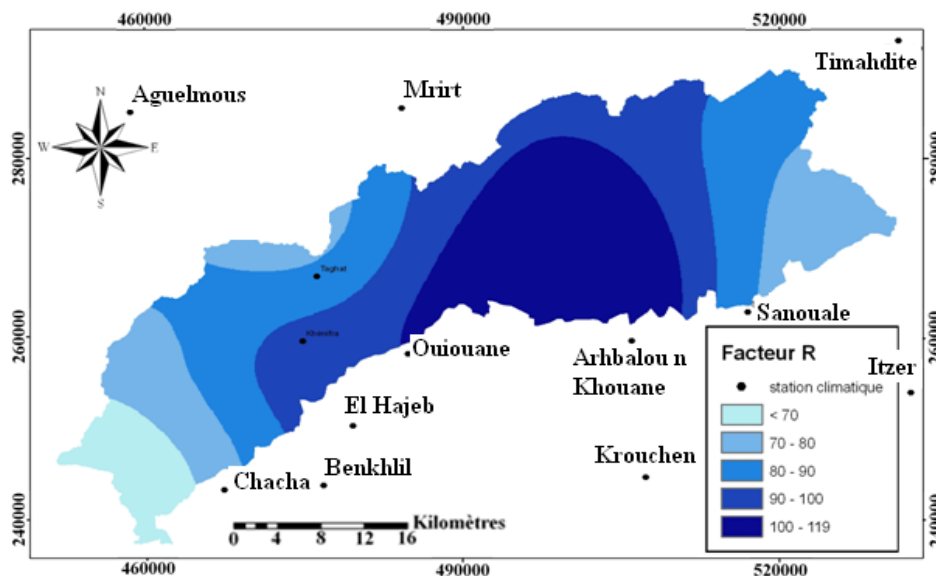 460000
490000
520000
Timahdite
Mrirt
Aguelmous
N
W
E
S
280000
280000
Taghat
Khenifra
Sanouale
260000
260000
Ouiouane
Arhbalou n
Khouane
Itzer
El Hajeb
Krouchen
Benkhlil
Chacha
Facteur R
station climatique
< 70
70 - 80
80 - 90
90 - 100
100 - 119
Kilomètres
0 4 8 16
240000
240000
460000
490000
520000